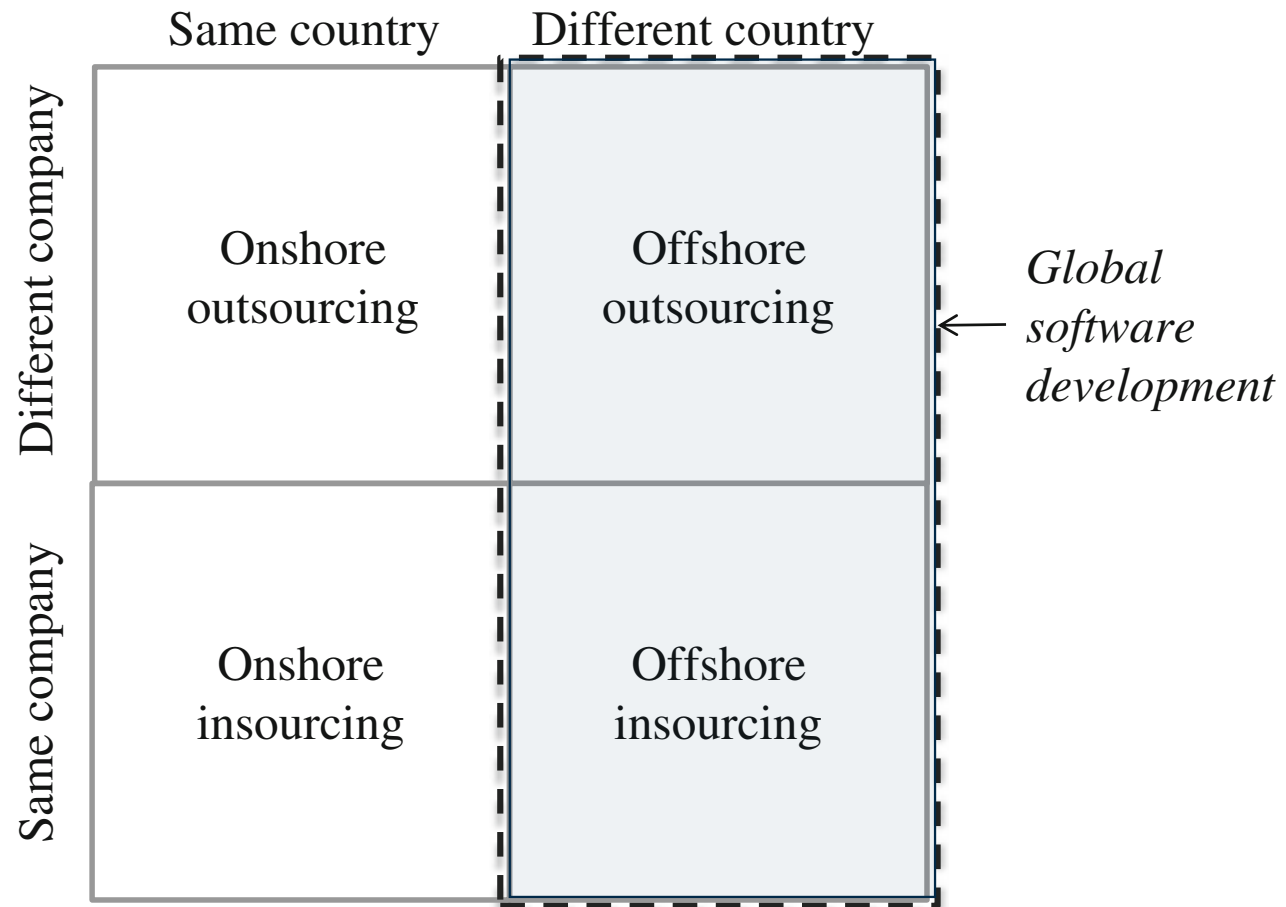 Same country
Different country
Different company
Onshore
outsourcing
Offshore
outsourcing
Global
software
development
Same company
Onshore
insourcing
Offshore
insourcing